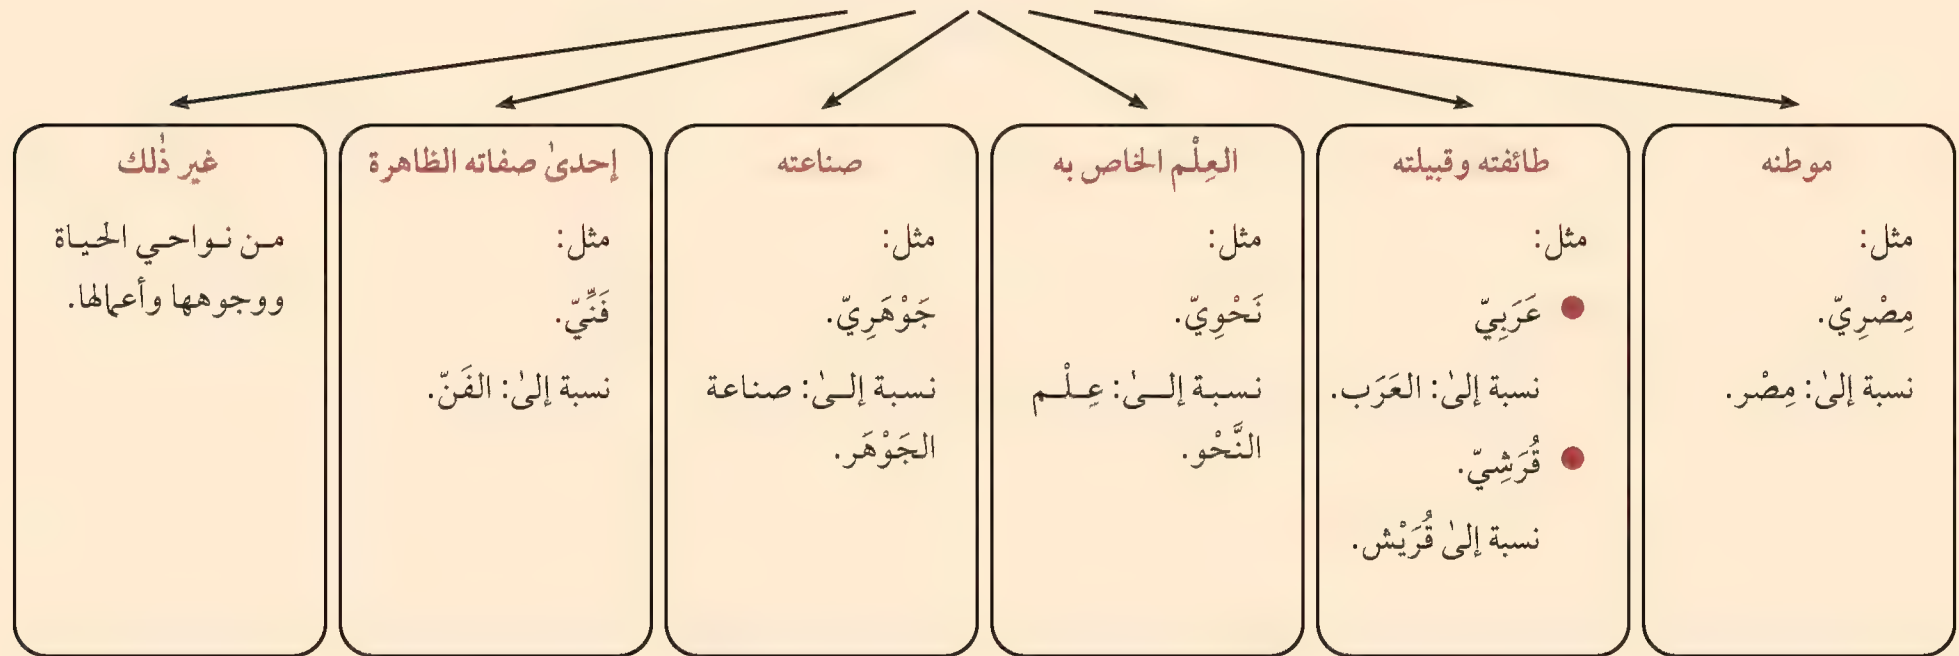 موطنه
مثل:
مِصْرِيّ.
نسبة إلىٰ: مِصْر.
طائفته وقبيلته
مثل:
● عَرَبِيّ
نسبة إلىٰ: العَرَب.
● قُرَشِيّ.
نسبة إلىٰ قُرَيْش.
العِلْم الخاص به
مثل:
نَحْوِيّ.
نسبة إلىٰ: عِلْم
النَّحْو.
صناعته
مثل:
جَوْهَرِيّ.
نسبة إلىٰ: صناعة
الجَوْهَر.
إحدىٰ صفاته الظاهرة
مثل:
فَنِّيّ.
نسبة إلىٰ: الفَنّ.
غير ذٰلك
من نواحي الحياة
ووجوهها وأعمالها.